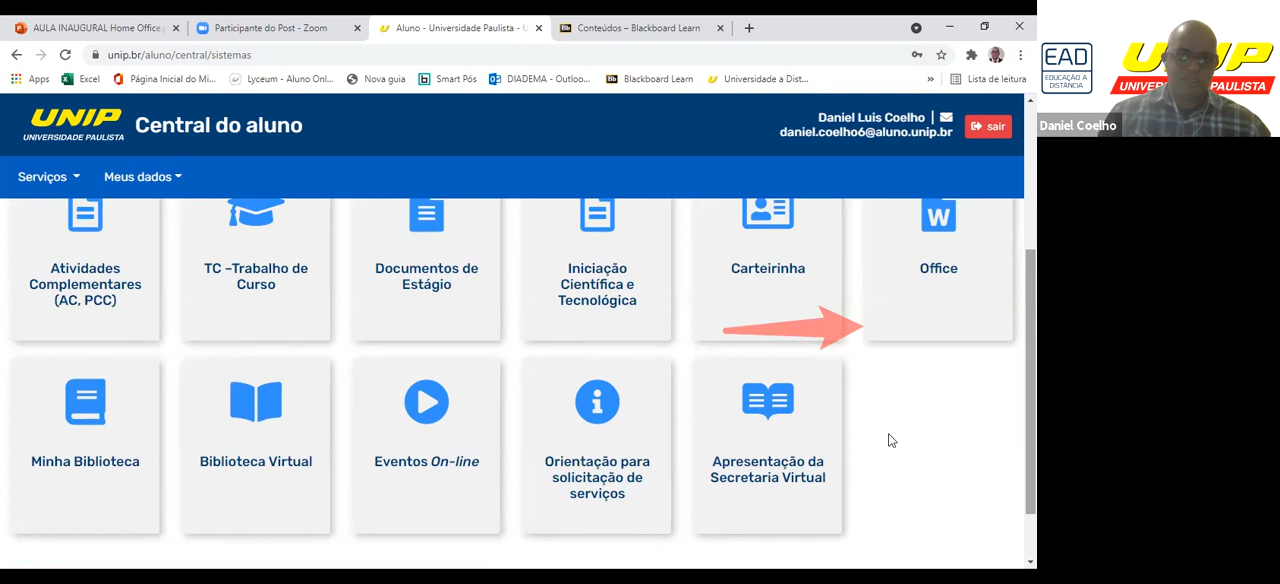 AULA INAUGRAL Home Office.
Participante do Post - Zoom
Aluno - Universidade Paulista - U
Conteúdos – Blackboard Learn
unip.br/aluno/central/sistemas
Apps
Excel
Página Inicial do Mi...
Lyceum - Aluno Onl...
Nova guia
Smart Pós
DIADEMA - Outloo...
Blackboard Learn
Universidade a Dist...
»
Lista de leitura
UNIP
UNIVERSIDADE PAULISTA
Central do aluno
Daniel Luis Coelho |
daniel.coelho6@aluno.unip.br
sair
Serviços
Meus dados
Atividades
Complementares
(AC, PCC)
TC –Trabalho de
Curso
Documentos de
Estágio
Iniciação
Científica e
Tecnológica
Carteirinha
W
Office
Minha Biblioteca
Biblioteca Virtual
Eventos On-line
Orientação para
solicitação de
serviços
Apresentação da
Secretaria Virtual
EAD
EDUCAÇÃO A
DISTÂNCIA
Daniel Coelho